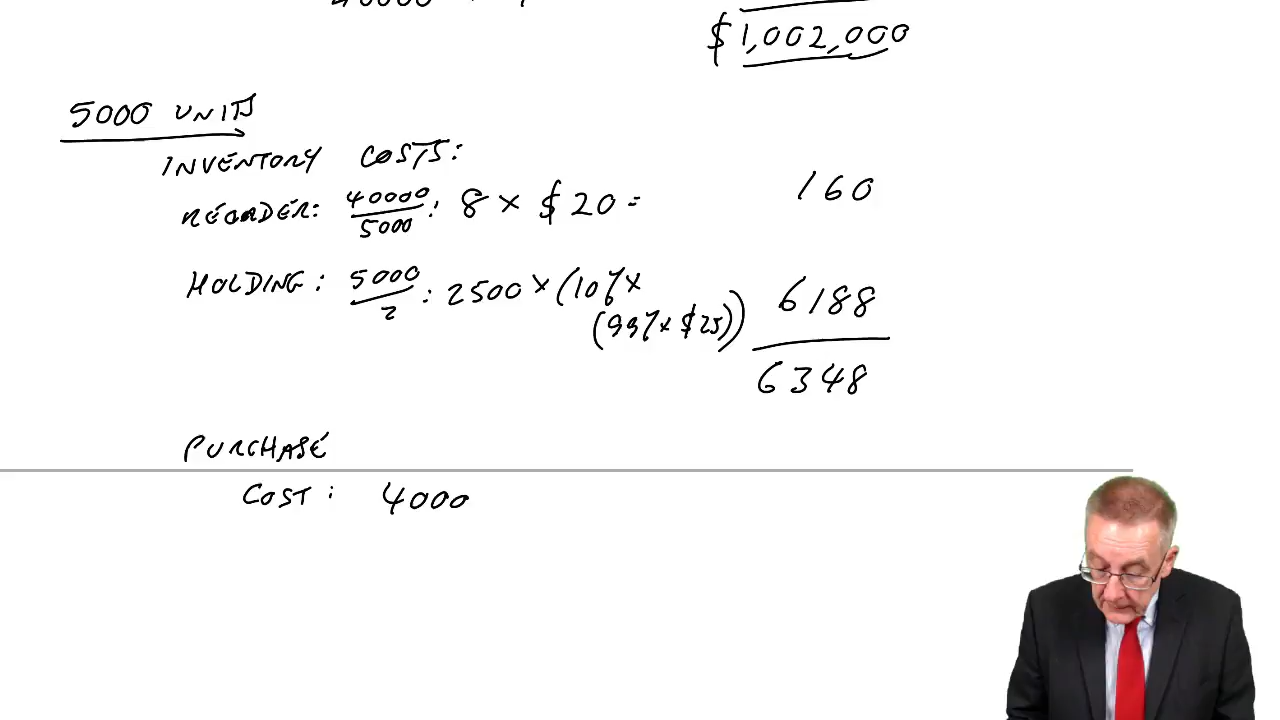 $1,002,000
5000 UNITS
INVENTORY COSTS:
REORDER: 40000/5000: 8 × $20 = 160
HOLDING: 5000/2: 2500 × (10% ×
(99% × $25)) 6188
6348
PURCHASE
COST: 4000